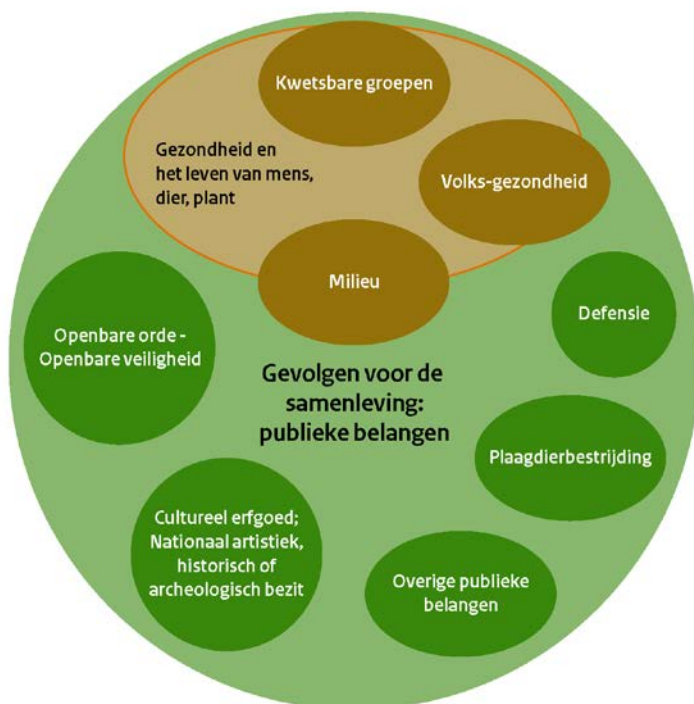 Kwetsbare groepen
Gezondheid en
het leven van mens,
dier, plant
Volks-gezondheid
Milieu
Defensie
Openbare orde -
Openbare veiligheid
Gevolgen voor de
samenleving:
publieke belangen
Plaagdierbestrijding
Cultureel erfgoed;
Nationaal artistiek,
historisch of
archeologisch bezit
Overige publieke
belangen